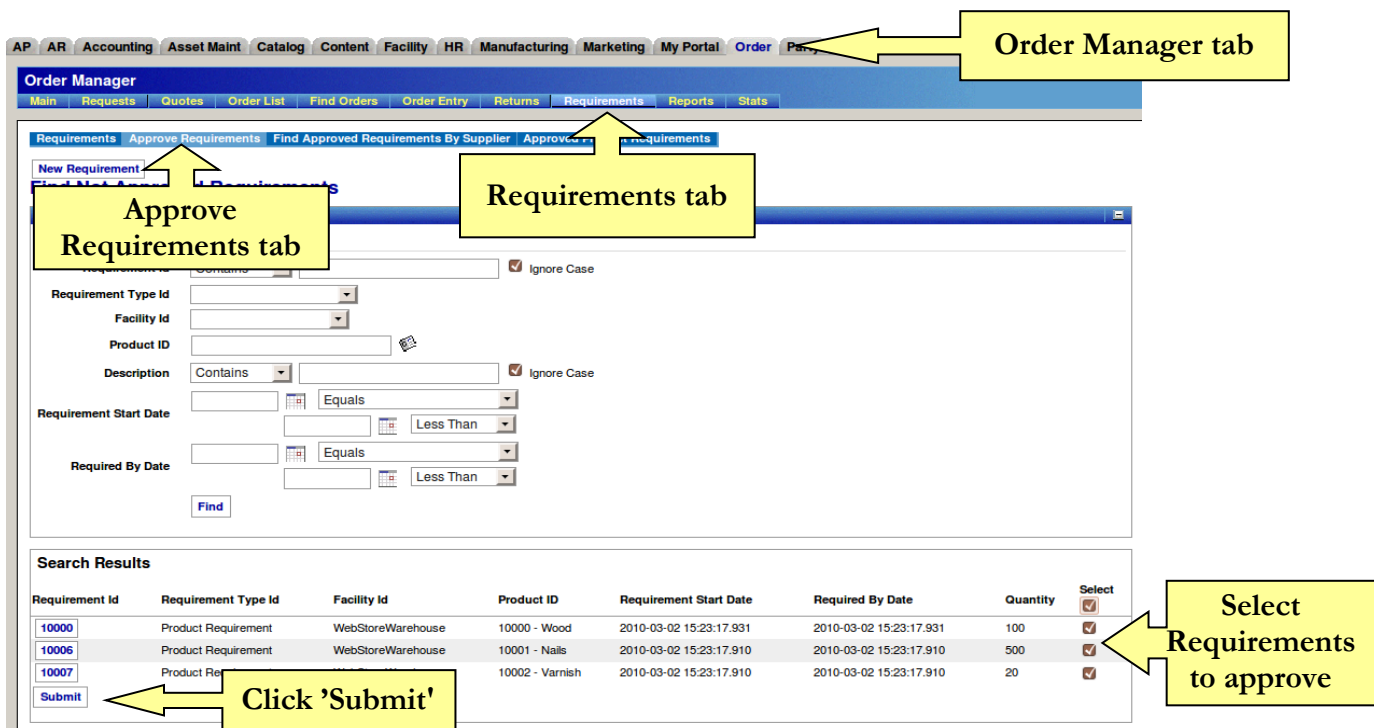 AP AR Accounting Asset Maint Catalog Content Facility HR Manufacturing Marketing My Portal Order Party
Order Manager tab
Order Manager
Main Requests Quotes Order List Find Orders Order Entry Returns Requirements Reports Stats
Requirements Approve Requirements Find Approved Requirements By Supplier Approved Requirements
New Requirement
Requirements tab
Approve
Requirements tab
Contains Ignore Case
Requirement Type Id
Facility Id
Product ID
Description Contains Ignore Case
Requirement Start Date Equals
Less Than
Required By Date Equals
Less Than
Find
Search Results
Requirement Id Requirement Type Id Facility Id Product ID Requirement Start Date Required By Date Quantity Select
10000 Product Requirement WebStoreWarehouse 10000 - Wood 2010-03-02 15:23:17.931 2010-03-02 15:23:17.931 100
10006 Product Requirement WebStoreWarehouse 10001 - Nails 2010-03-02 15:23:17.910 2010-03-02 15:23:17.910 500
10007 Product 10002 - Varnish 2010-03-02 15:23:17.910 2010-03-02 15:23:17.910 20
Submit
Click ’Submit'
Select
Requirements
to approve